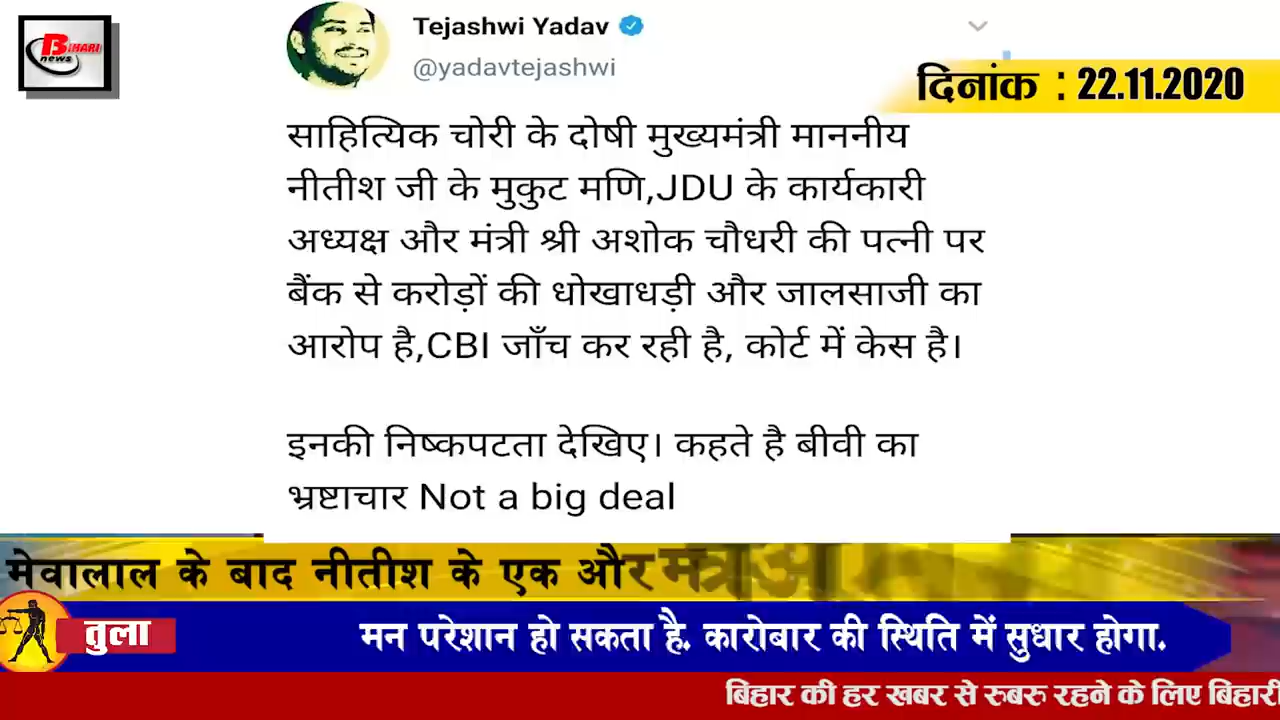 BIHARI
news
Tejashwi Yadav
@yadavtejashwi
दिनांक : 22.11.2020
साहित्यिक चोरी के दोषी मुख्यमंत्री माननीय
नीतीश जी के मुकुट मणि,JDU के कार्यकारी
अध्यक्ष और मंत्री श्री अशोक चौधरी की पत्नी पर
बैंक से करोड़ों की धोखाधड़ी और जालसाजी का
आरोप है,CBI जाँच कर रही है, कोर्ट में केस है।
इनकी निष्कपटता देखिए। कहते है बीवी का
भ्रष्टाचार Not a big deal
मेवालाल के बाद नीतीश के एक और
तुला
मन परेशान हो सकता है. कारोबार की स्थिति में सुधार होगा.
बिहार की हर खबर से रुबरु रहने के लिए बिहारी